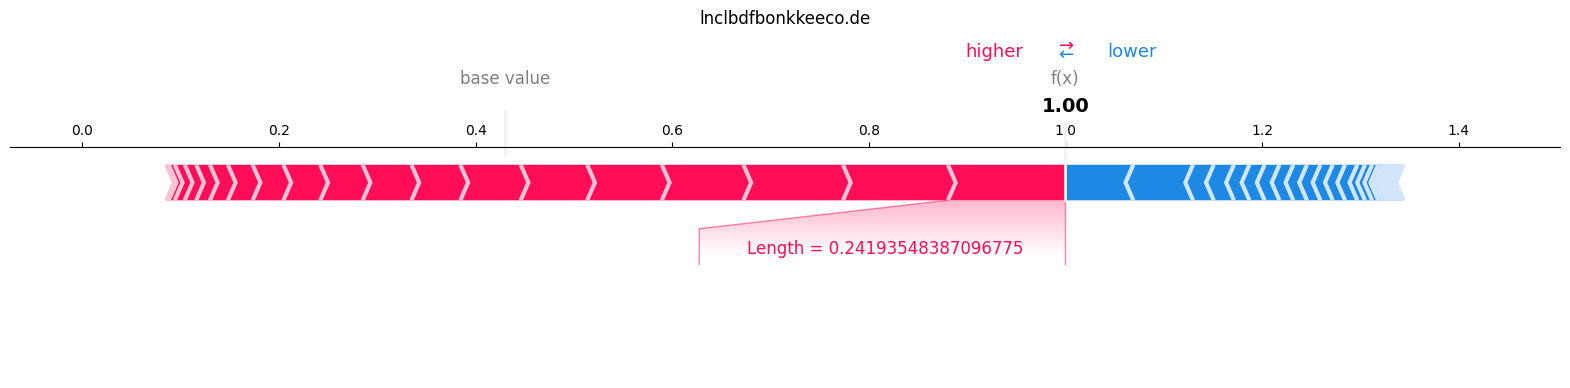 lnclbdfbonkkeeco.de
higher ⇄ lower
base value f(x)
1.00
0.0 0.2 0.4 0.6 0.8 1.0 1.2 1.4
Length = 0.24193548387096775